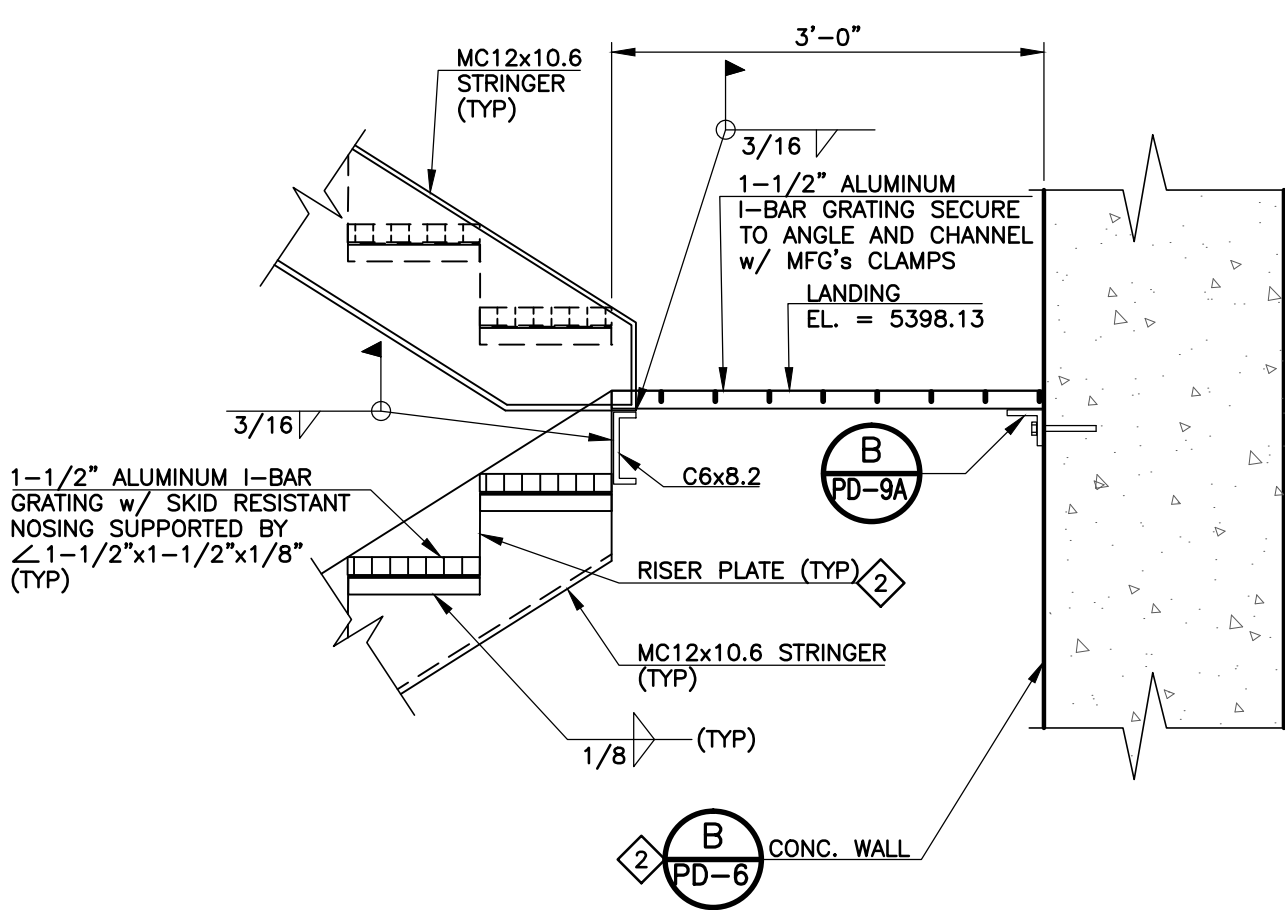 3'-0"
MC12x10.6
STRINGER
(TYP)
3/16
1-1/2" ALUMINUM
I-BAR GRATING SECURE
TO ANGLE AND CHANNEL
w/ MFG's CLAMPS
LANDING
EL. = 5398.13
3/16
B
PD-9A
C6x8.2
1-1/2" ALUMINUM I-BAR
GRATING w/ SKID RESISTANT
NOSING SUPPORTED BY
∠ 1-1/2"x1-1/2"x1/8"
(TYP)
RISER PLATE (TYP)
2
MC12x10.6 STRINGER
(TYP)
1/8
(TYP)
2
B
PD-6
CONC. WALL